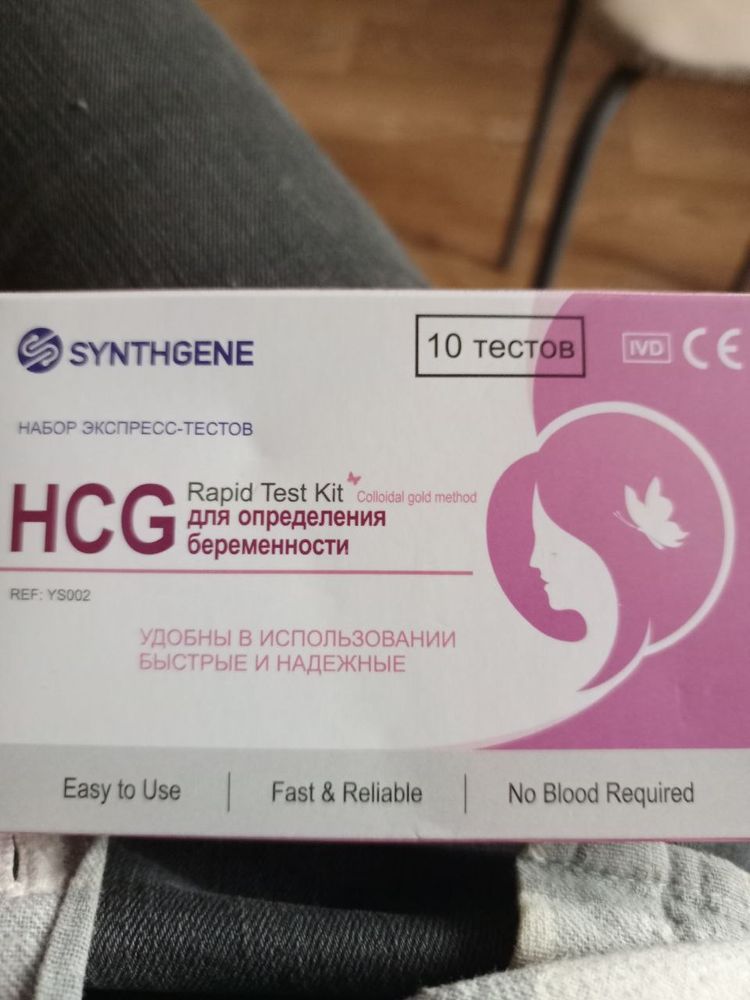 SYNTHGENE
10 тестов
IVD CE
НАБОР ЭКСПРЕСС-ТЕСТОВ
HCG
Rapid Test Kit Colloidal gold method
для определения
беременности
REF: YS002
УДОБНЫ В ИСПОЛЬЗОВАНИИ
БЫСТРЫЕ И НАДЕЖНЫЕ
Easy to Use
Fast & Reliable
No Blood Required